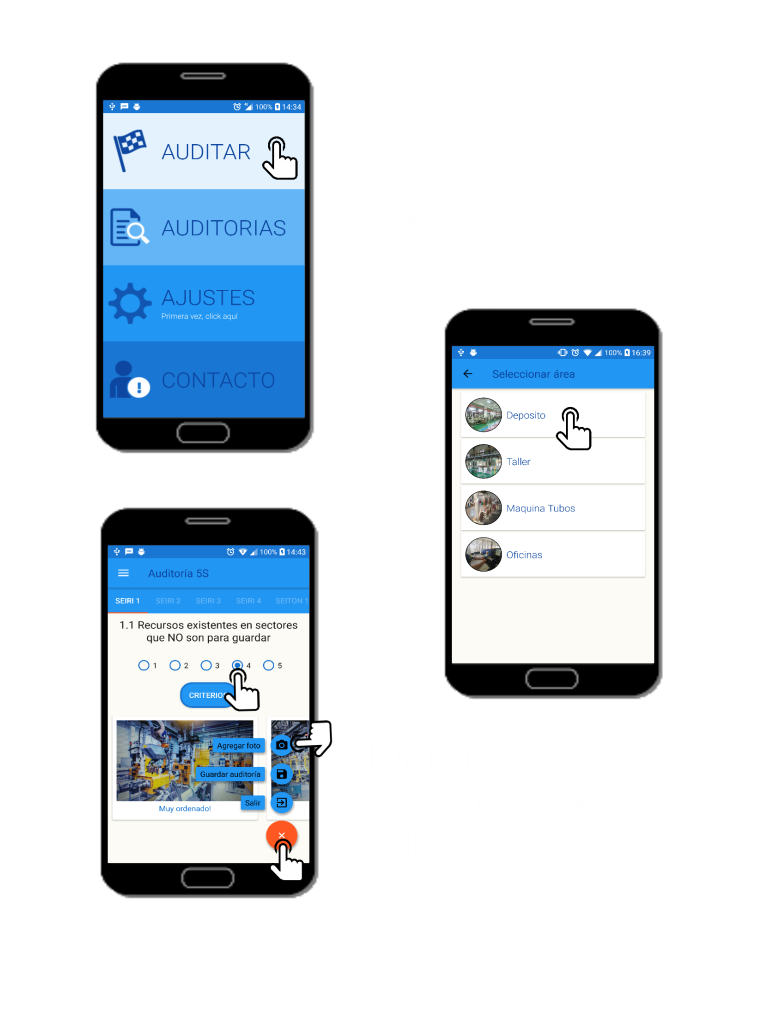 100% 14:34
AUDITAR
AUDITORIAS
AJUSTES
Primera vez, click aquí
CONTACTO
100% 16:39
Seleccionar área
Deposito
Taller
Maquina Tubos
Oficinas
100% 14:43
Auditoría 5S
SEIRI 1 SEIRI 2 SEIRI 3 SEIRI 4 SEITON 1
1.1 Recursos existentes en sectores
que NO son para guardar
1 2 3 4 5
Agregar foto
Guardar auditoría
Salir
Muy ordenado!